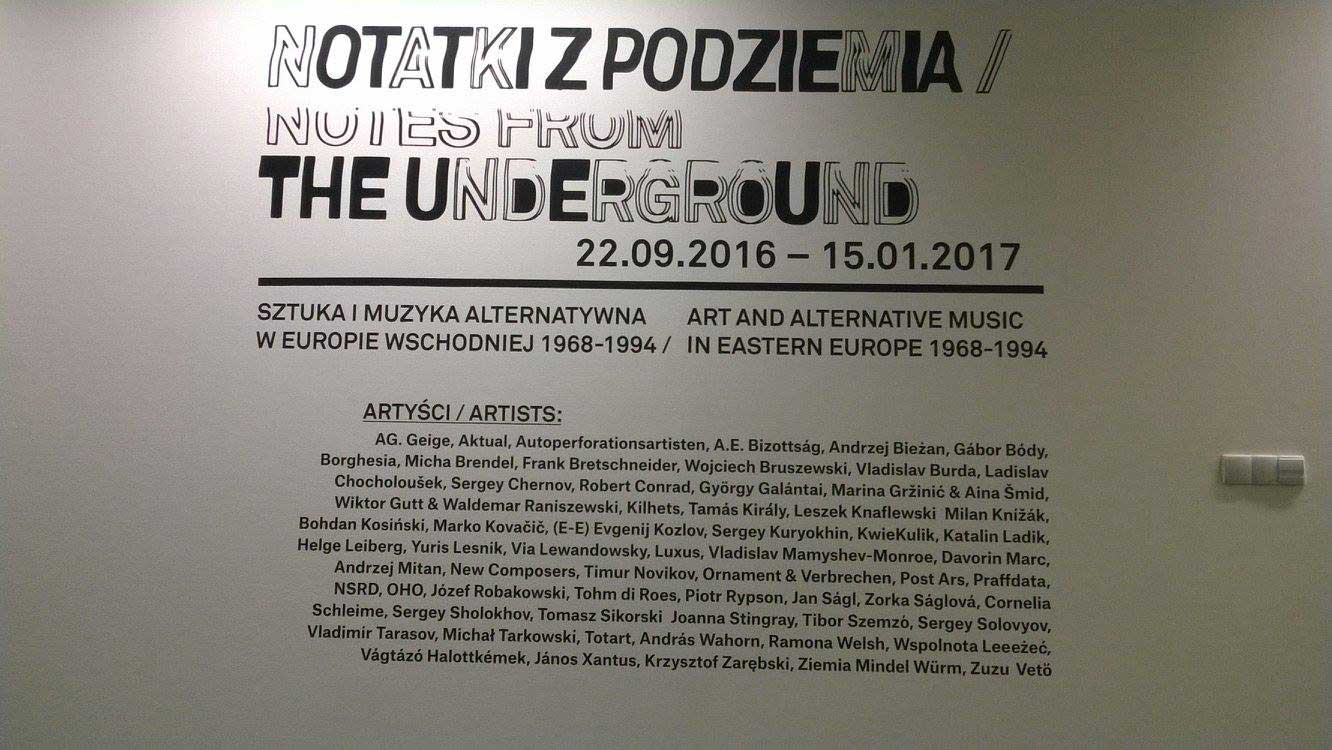 NOTATKI Z PODZIEMIA /
NOTES FROM
THE UNDERGROUND
22.09.2016 – 15.01.2017
SZTUKA I MUZYKA ALTERNATYWNA
W EUROPIE WSCHODNIEJ 1968-1994 /
ART AND ALTERNATIVE MUSIC
IN EASTERN EUROPE 1968-1994
ARTYŚCI / ARTISTS:
AG. Geige, Aktual, Autoperforationsartisten, A.E. Bizottság, Andrzej Bieżan, Gábor Bódy,
Borghesia, Micha Brendel, Frank Bretschneider, Wojciech Bruszewski, Vladislav Burda, Ladislav
Chocholoušek, Sergey Chernov, Robert Conrad, György Galántai, Marina Gržinić & Aina Šmid,
Wiktor Gutt & Waldemar Raniszewski, Kilhets, Tamás Király, Leszek Knaflewski Milan Knižák,
Bohdan Kosiński, Marko Kovačič, (E-E) Evgenij Kozlov, Sergey Kuryokhin, KwieKulik, Katalin Ladik,
Helge Leiberg, Yuris Lesnik, Via Lewandowsky, Luxus, Vladislav Mamyshev-Monroe, Davorin Marc,
Andrzej Mitan, New Composers, Timur Novikov, Ornament & Verbrechen, Post Ars, Praffdata,
NSRD, OHO, Józef Robakowski, Tohm di Roes, Piotr Rypson, Jan Ságl, Zorka Ságlová, Cornelia
Schleime, Sergey Sholokhov, Tomasz Sikorski Joanna Stingray, Tibor Szemzó, Sergey Solovyov,
Vladimir Tarasov, Michał Tarkowski, Totart, András Wahorn, Ramona Welsh, Wspolnota Leeeżeć,
Vágtázó Halottkémek, János Xantus, Krzysztof Zarębski, Ziemia Mindel Würm, Zuzu Vetö